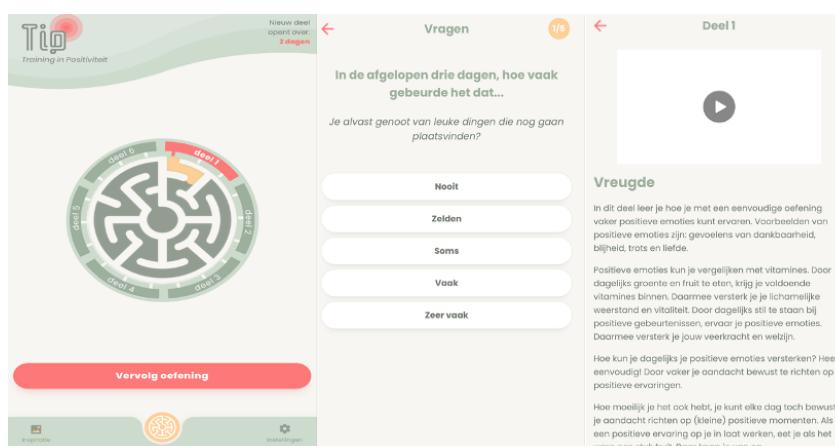 Tip
Training in Positiviteit
Nieuw deel
opent over:
2 dagen
deel 1
deel 2
deel 3
deel 4
deel 5
deel 6
Vervolg oefening
Inspiratie
Instellingen
Vragen
1/5
In de afgelopen drie dagen, hoe vaak
gebeurde het dat...
Je alvast genoot van leuke dingen die nog gaan
plaatsvinden?
Nooit
Zelden
Soms
Vaak
Zeer vaak
Deel 1
Vreugde
In dit deel leer je hoe je met een eenvoudige oefening
vaker positieve emoties kunt ervaren. Voorbeelden van
positieve emoties zijn: gevoelens van dankbaarheid,
blijheid, trots en liefde.
Positieve emoties kun je vergelijken met vitamines. Door
dagelijks groente en fruit te eten, krijg je voldoende
vitamines binnen. Daarmee versterk je je lichamelijke
weerstand en vitaliteit. Door dagelijks stil te staan bij
positieve gebeurtenissen, ervaar je positieve emoties.
Daarmee versterk je jouw veerkracht en welzijn.
Hoe kun je dagelijks je positieve emoties versterken? Hee
eenvoudig! Door vaker je aandacht bewust te richten op
positieve ervaringen.
Hoe moeilijk je het ook hebt, je kunt elke dag toch bewust
je aandacht richten op (kleine) positieve momenten. Als
een positieve ervaring op je in laat werken, eet je als het